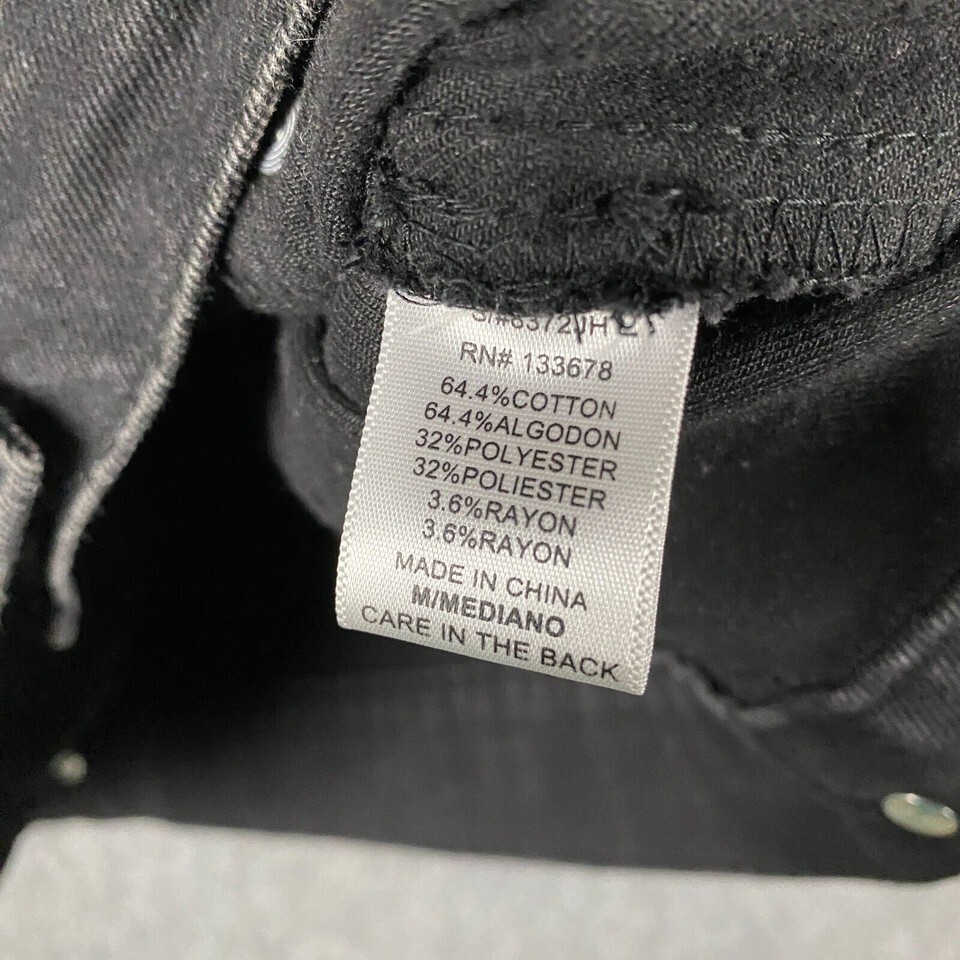 RN# 133678
64.4%COTTON
64.4%ALGODON
32%POLYESTER
32%POLIESTER
3.6%RAYON
3.6%RAYON
MADE IN CHINA
M/MEDIANO
CARE IN THE BACK